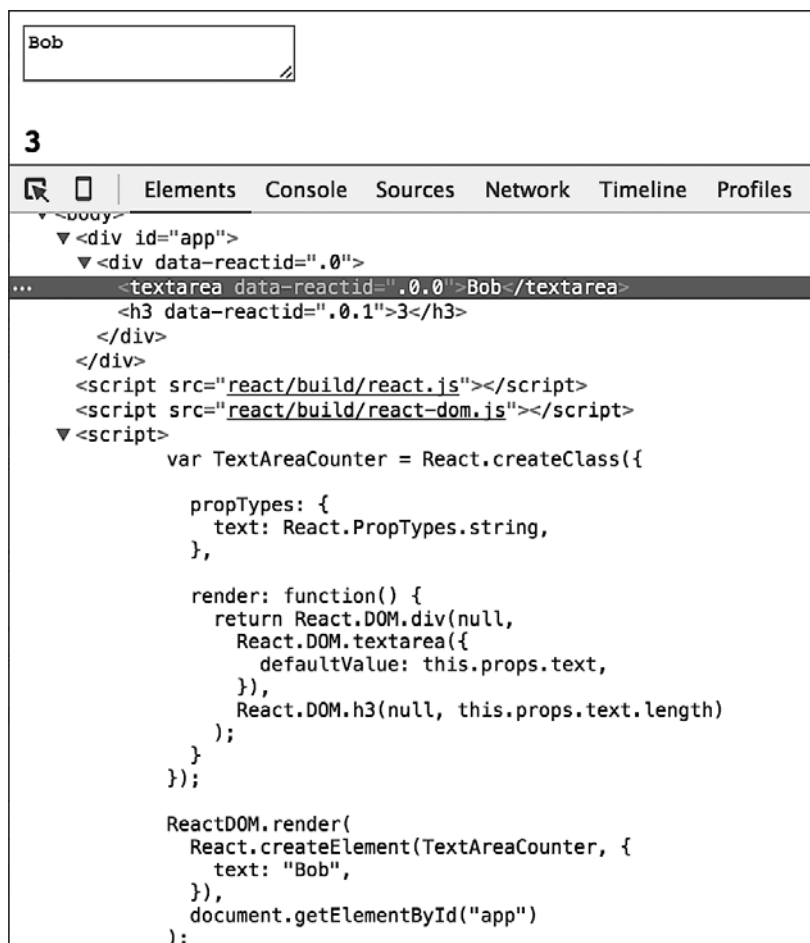 Bob
3
Elements Console Sources Network Timeline Profiles
▼<body>
▼<div id="app">
▼<div data-reactid=".0">
... <textarea data-reactid=".0.0">Bob</textarea>
<h3 data-reactid=".0.1">3</h3>
</div>
</div>
<script src="react/build/react.js"></script>
<script src="react/build/react-dom.js"></script>
▼<script>
var TextAreaCounter = React.createClass({
propTypes: {
text: React.PropTypes.string,
},
render: function() {
return React.DOM.div(null,
React.DOM.textarea({
defaultValue: this.props.text,
}),
React.DOM.h3(null, this.props.text.length)
);
}
});
ReactDOM.render(
React.createElement(TextAreaCounter, {
text: "Bob",
}),
document.getElementById("app")
);